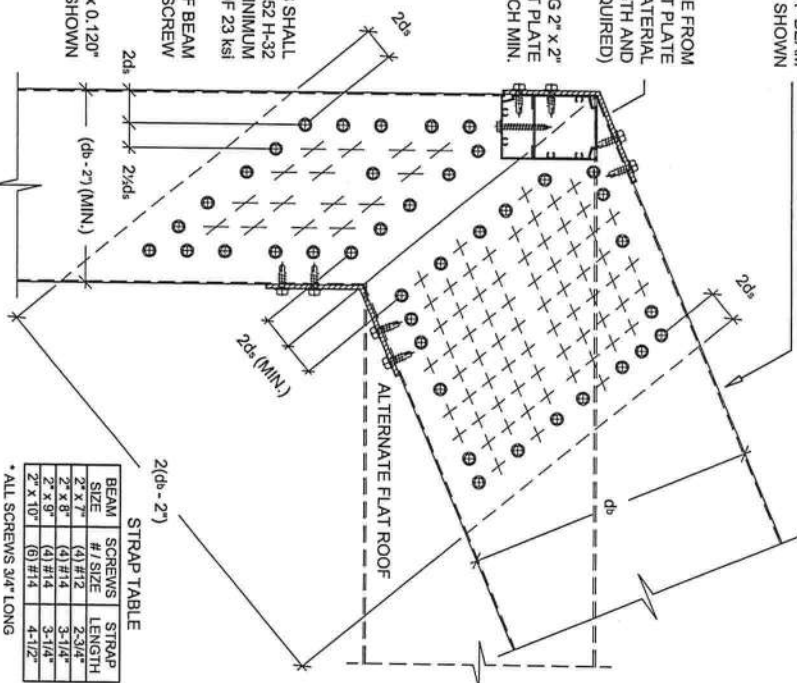 BEAM
SHOWN
E FROM
T PLATE
ATERIAL
TH AND
QUIRED)
G 2" x 2"
T PLATE
CH MIN.
S SHALL
52 H-32
NIMUM
F 23 ksi
F BEAM
SCREW
x 0.120"
SHOWN
2ds
2ds
2½ds
(db - 2") (MIN.)
2ds
2ds (MIN.)
db
ALTERNATE FLAT ROOF
2(db - 2")
STRAP TABLE
BEAM SIZE SCREWS # / SIZE STRAP LENGTH
2" x 7" (4) #12 2-3/4"
2" x 8" (4) #14 3-1/4"
2" x 9" (4) #14 3-1/4"
2" x 10" (6) #14 4-1/2"
* ALL SCREWS 3/4" LONG